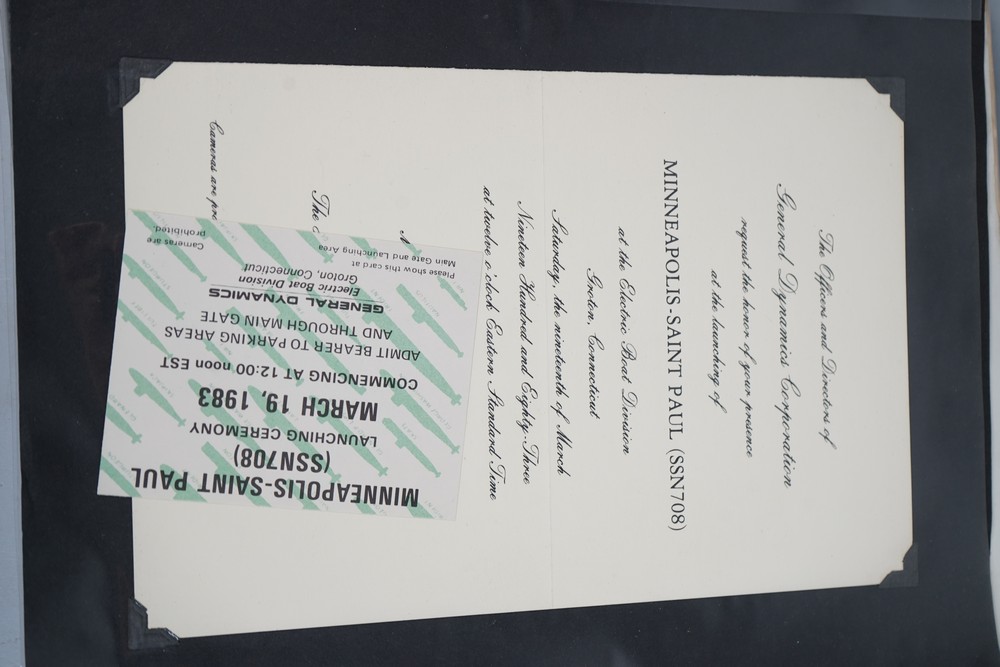 The Officers and Directors of
General Dynamics Corporation
request the honor of your presence
at the launching of
MINNEAPOLIS-SAINT PAUL (SSN708)
at the Electric Boat Division
Groton, Connecticut
Saturday, the nineteenth of March
Nineteen Hundred and Eighty-Three
at twelve o'clock Eastern Standard Time
The
Cameras are
MINNEAPOLIS-SAINT PAUL
(SSN708)
LAUNCHING CEREMONY
MARCH 19, 1983
COMMENCING AT 12:00 noon EST
ADMIT BEARER TO PARKING AREAS
AND THROUGH MAIN GATE
GENERAL DYNAMICS
Electric Boat Division
Groton, Connecticut
Please show this card at
Main Gate and Launching Area
Cameras are
prohibited.